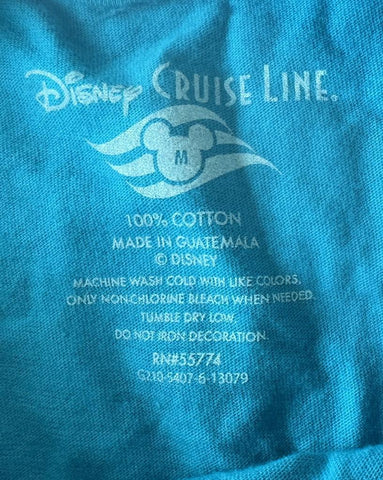 DISNEY CRUISE LINE®
M
100% COTTON
MADE IN GUATEMALA
© DISNEY
MACHINE WASH COLD WITH LIKE COLORS.
ONLY NON-CHLORINE BLEACH WHEN NEEDED.
TUMBLE DRY LOW.
DO NOT IRON DECORATION.
RN#55774
G210-5407-6-13079